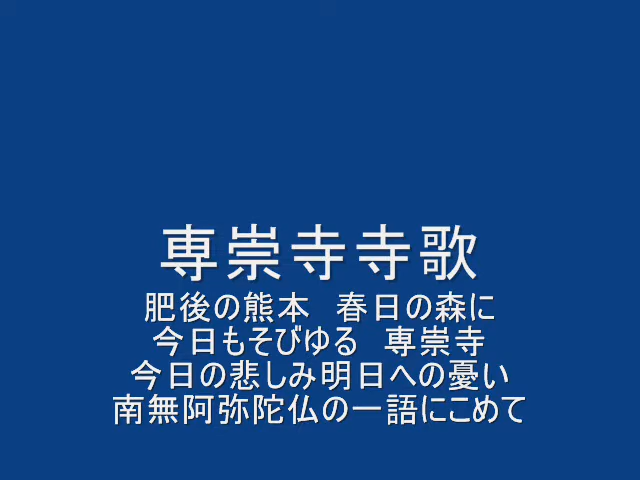 専崇寺寺歌
肥後の熊本　春日の森に
今日もそびゆる　専崇寺
今日の悲しみ明日への憂い
南無阿弥陀仏の一語にこめて